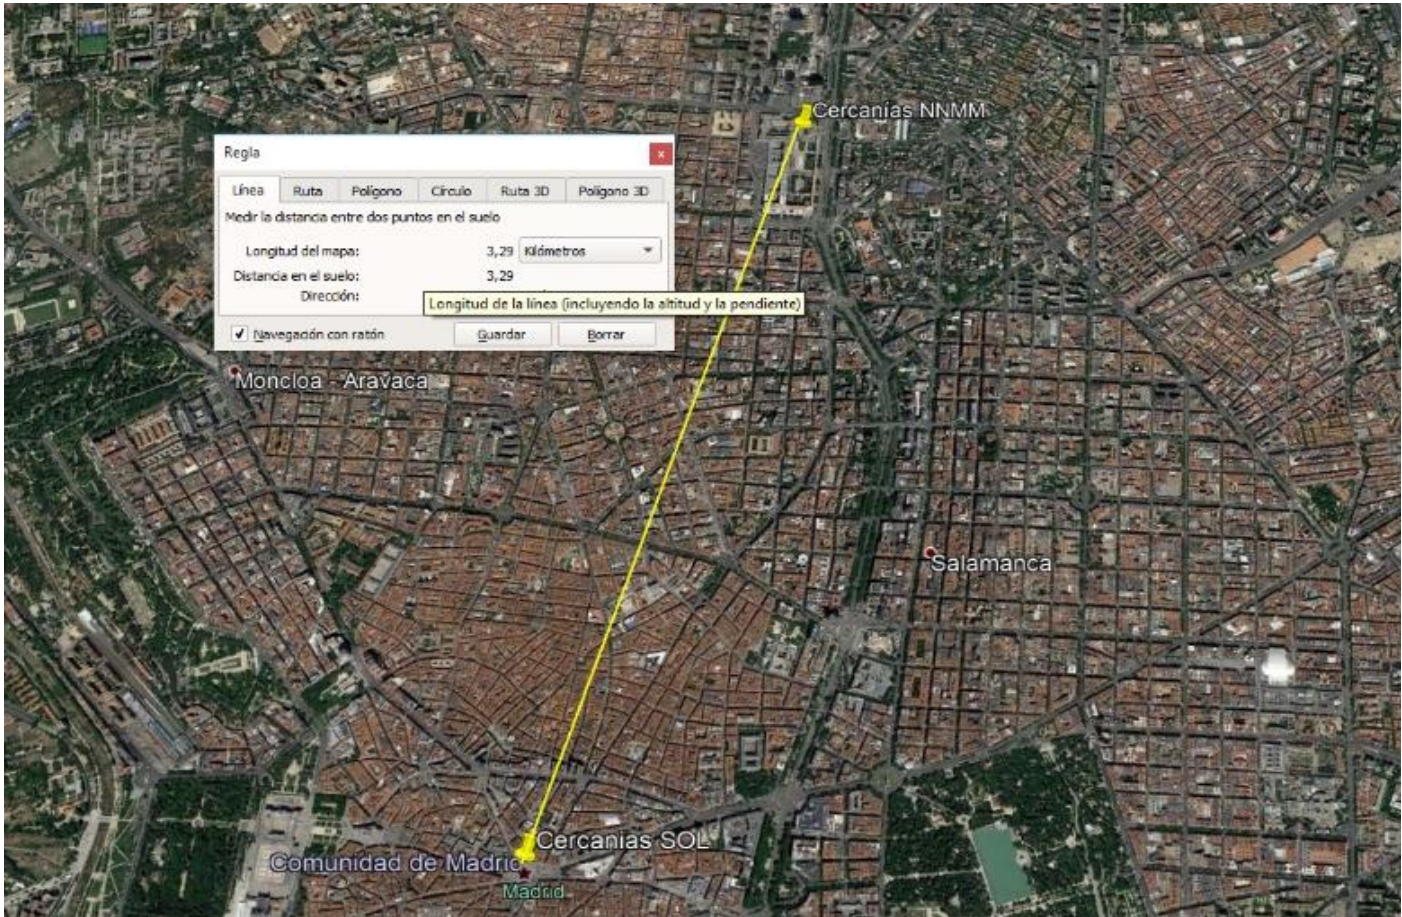 Cercanías NNMM
Regla
x
Línea Ruta Polígono Círculo Ruta 3D Polígono 3D
Medir la distancia entre dos puntos en el suelo
Longitud del mapa: 3,29 Kilómetros
Distancia en el suelo: 3,29
Dirección:
Longitud de la línea (incluyendo la altitud y la pendiente)
Navegación con ratón Guardar Borrar
Moncloa - Aravaca
Salamanca
Cercanías SOL
Comunidad de Madrid
Madrid